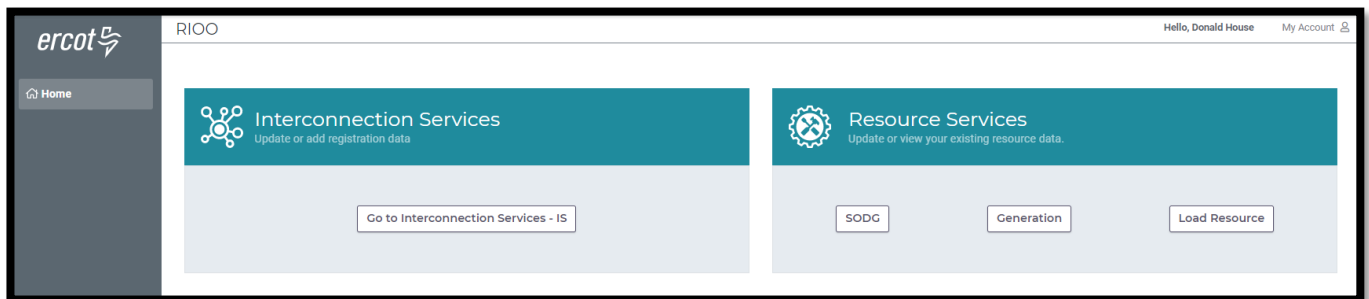 ercot
RIOO
Hello, Donald House
My Account
Home
Interconnection Services
Update or add registration data
Go to Interconnection Services - IS
Resource Services
Update or view your existing resource data.
SODG
Generation
Load Resource